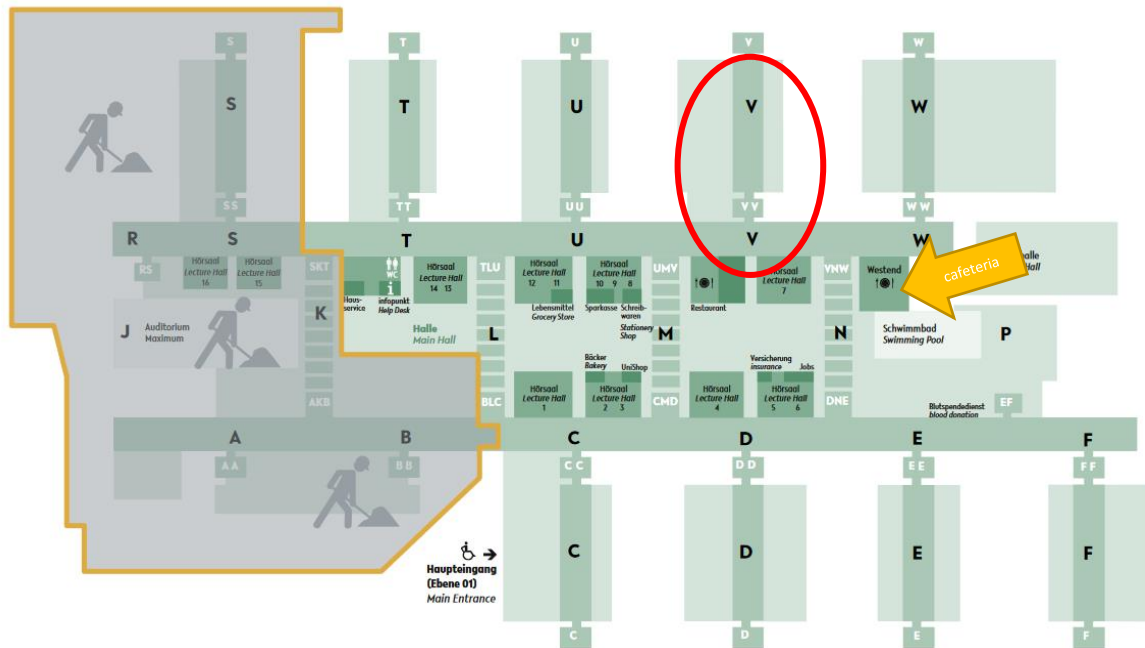 S
T
U
V
W
S
T
U
V
W
SS
TT
UU
VV
WW
R
S
T
U
V
W
RS
Hörsaal
Lecture Hall
16
Hörsaal
Lecture Hall
15
SKT
WC
Haus-
service
infopunkt
Help Desk
Hörsaal
Lecture Hall
14 13
TLU
Hörsaal
Lecture Hall
12 11
Lebensmittel
Grocery Store
Hörsaal
Lecture Hall
10 9 8
Sparkasse
Schreib-
waren
Stationery
Shop
UMV
Restaurant
Hörsaal
Lecture Hall
7
VNW
Westend
cafeteria
alle
Hall
J
Auditorium
Maximum
K
Halle
Main Hall
L
M
N
Schwimmbad
Swimming Pool
P
AKB
BLC
Hörsaal
Lecture Hall
1
Bäcker
Bakery
UniShop
Hörsaal
Lecture Hall
2 3
CMD
Hörsaal
Lecture Hall
4
Versicherung
insurance
Jobs
Hörsaal
Lecture Hall
5 6
DNE
Blutspendedienst
blood donation
EF
A
B
C
D
E
F
AA
BB
CC
DD
EE
FF
Haupteingang
(Ebene 01)
Main Entrance
C
D
E
F
C
D
E
F